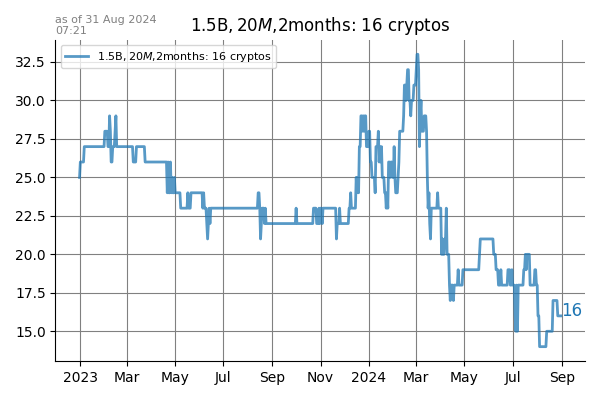 as of 31 Aug 2024
07:21
1.5B, 20M,2months: 16 cryptos
1.5B, 20M,2months: 16 cryptos
32.5
30.0
27.5
25.0
22.5
20.0
17.5
15.0
16
2023 Mar May Jul Sep Nov 2024 Mar May Jul Sep